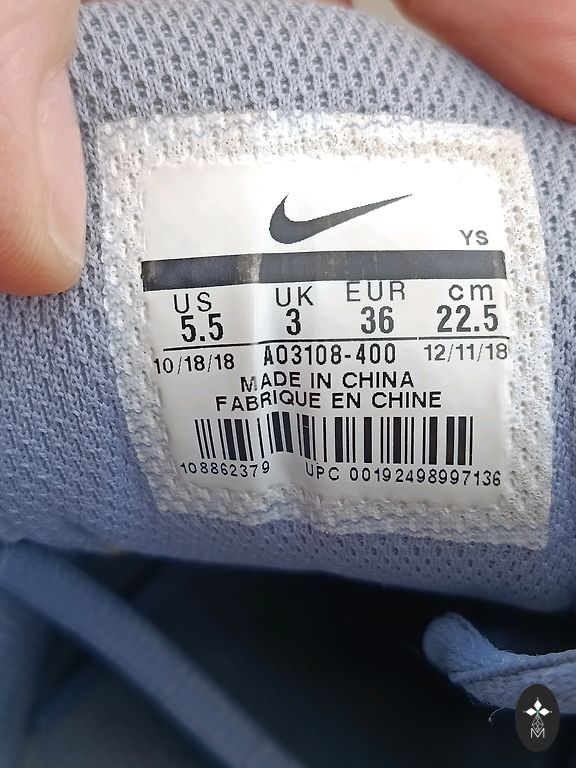 YS
US UK EUR cm
5.5 3 36 22.5
10/18/18 AO3108-400 12/11/18
MADE IN CHINA
FABRIQUE EN CHINE
108862379 UPC 00192498997136
M